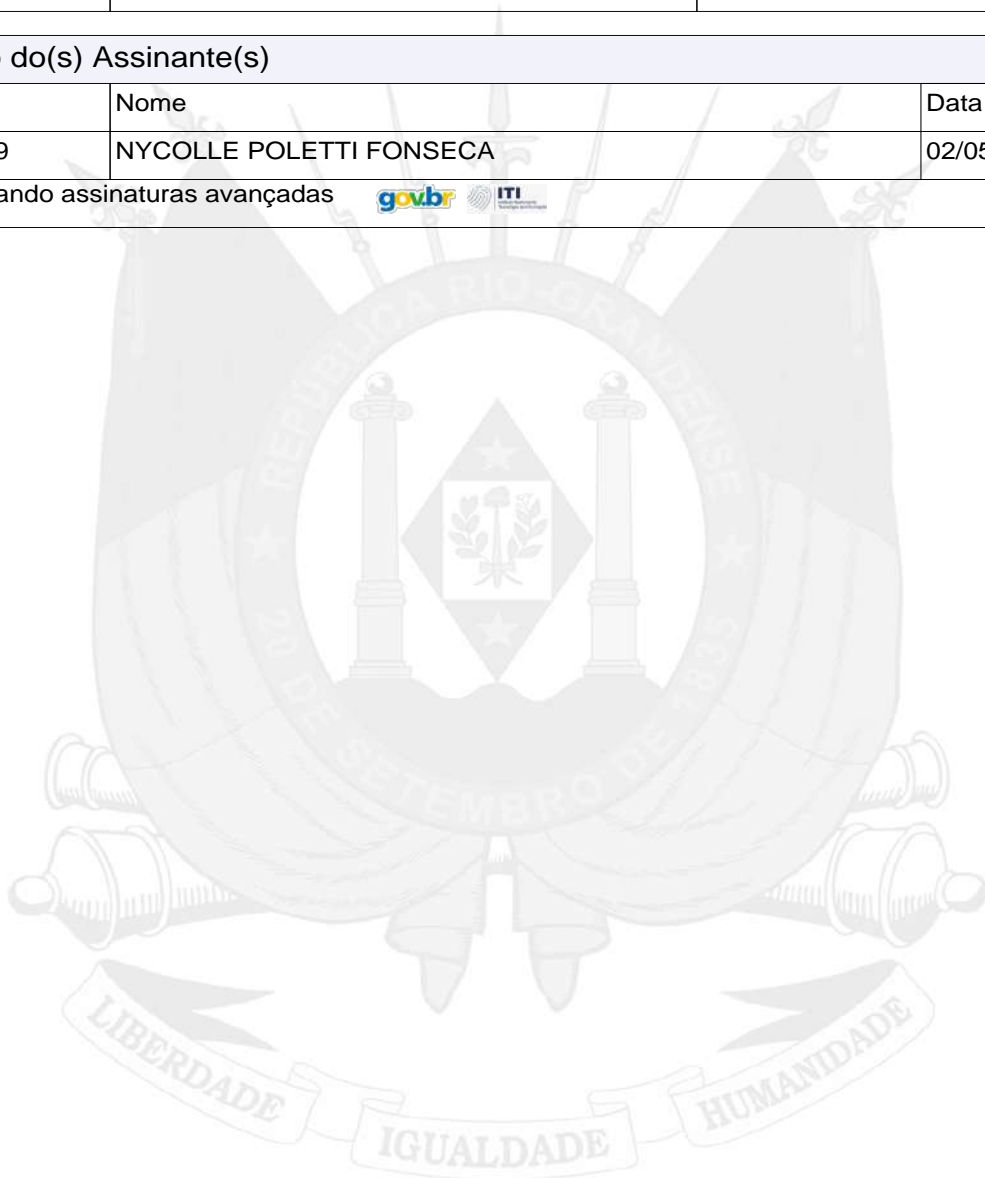 do(s) Assinante(s)
Nome Data
9 NYCOLLE POLETTI FONSECA 02/05
ando assinaturas avançadas gov.br ITI
REPÚBLICA RIO-GRANDENSE
20 DE SETEMBRO DE 1835
LIBERDADE IGUALDADE HUMANIDADE